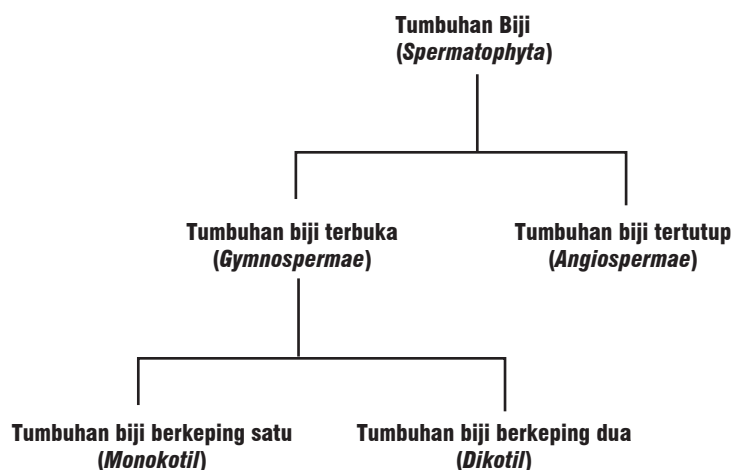 Tumbuhan Biji
(Spermatophyta)
Tumbuhan biji terbuka
(Gymnospermae)
Tumbuhan biji tertutup
(Angiospermae)
Tumbuhan biji berkeping satu
(Monokotil)
Tumbuhan biji berkeping dua
(Dikotil)